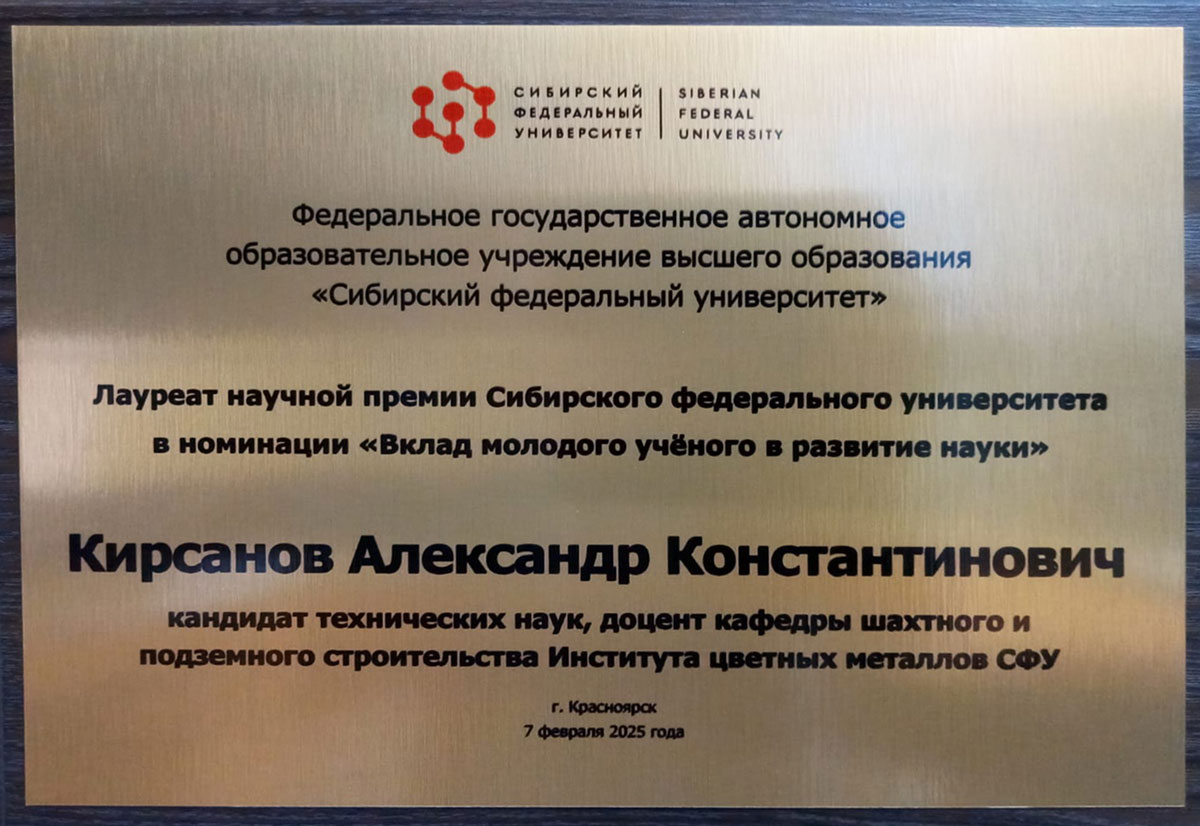 СИБИРСКИЙ
ФЕДЕРАЛЬНЫЙ
УНИВЕРСИТЕТ
SIBERIAN
FEDERAL
UNIVERSITY
Федеральное государственное автономное
образовательное учреждение высшего образования
«Сибирский федеральный университет»
Лауреат научной премии Сибирского федерального университета
в номинации «Вклад молодого учёного в развитие науки»
Кирсанов Александр Константинович
кандидат технических наук, доцент кафедры шахтного и
подземного строительства Института цветных металлов СФУ
г. Красноярск
7 февраля 2025 года